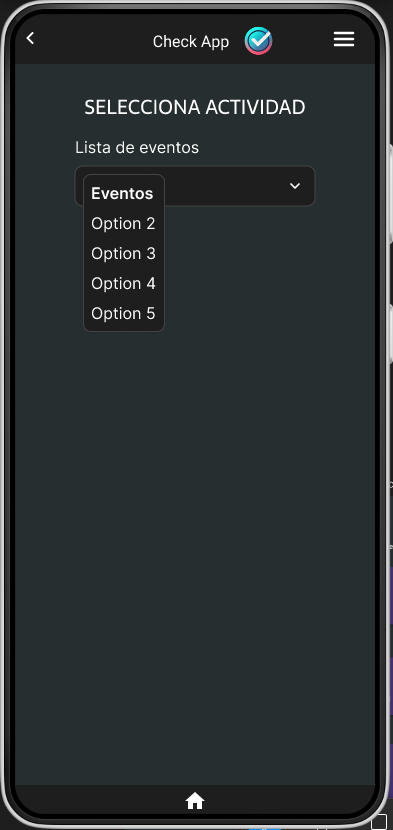 Check App
SELECCIONA ACTIVIDAD
Lista de eventos
Eventos
Option 2
Option 3
Option 4
Option 5